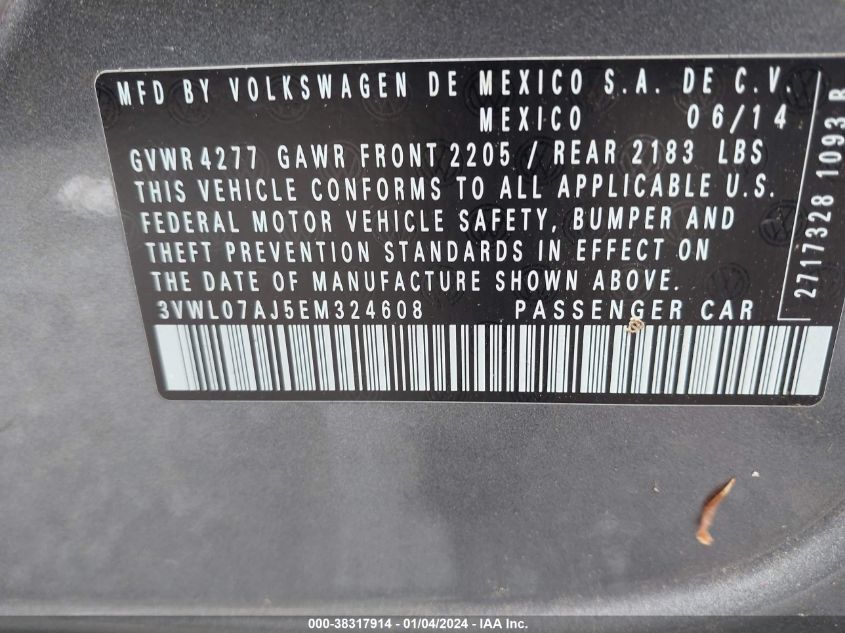 MFD BY VOLKSWAGEN DE MEXICO S.A. DE C.V.
MEXICO 06/14
GVWR 4277 GAWR FRONT 2205 / REAR 2183 LBS
THIS VEHICLE CONFORMS TO ALL APPLICABLE U.S.
FEDERAL MOTOR VEHICLE SAFETY, BUMPER AND
THEFT PREVENTION STANDARDS IN EFFECT ON
THE DATE OF MANUFACTURE SHOWN ABOVE.
3VWL07AJ5EM324608 PASSENGER CAR
2717328 1093 B
000-38317914 - 01/04/2024 - IAA Inc.